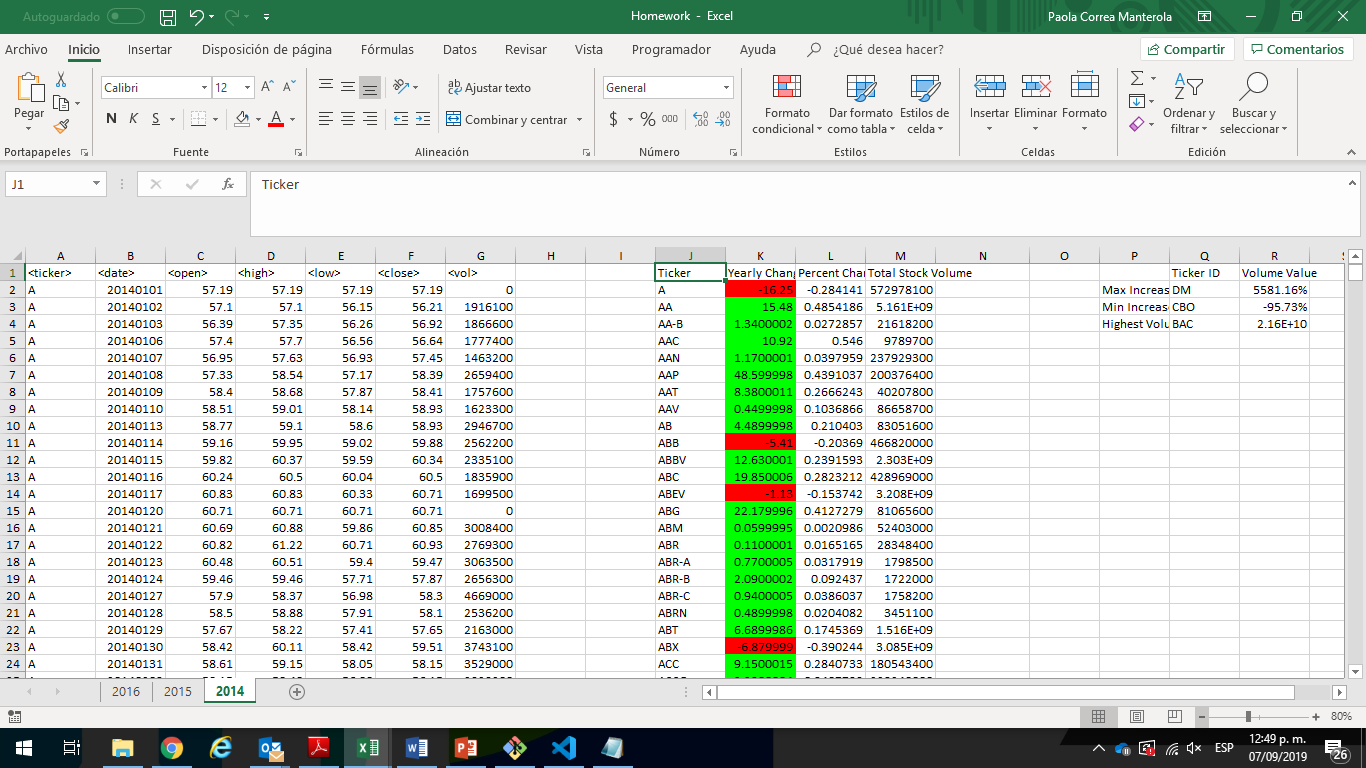 Autoguardado
Homework - Excel
Paola Correa Manterola
Archivo Inicio Insertar Disposición de página Fórmulas Datos Revisar Vista Programador Ayuda ¿Qué desea hacer? Compartir Comentarios
Pegar
Portapapeles
Calibri 12
N K S
Fuente
Ajustar texto
Combinar y centrar
Alineación
General
$ % 000
Número
Formato condicional
Dar formato como tabla
Estilos de celda
Estilos
Insertar Eliminar Formato
Celdas
Ordenar y filtrar
Buscar y seleccionar
Edición
J1 fx Ticker
A B C D E F G H I J K L M N O P Q R
1 <ticker> <date> <open> <high> <low> <close> <vol> Ticker Yearly Chang Percent Chan Total Stock Volume Ticker ID Volume Value
2 A 20140101 57.19 57.19 57.19 57.19 0 A -16.25 -0.284141 572978100 Max Increas DM 5581.16%
3 A 20140102 57.1 57.1 56.15 56.21 1916100 AA 15.48 0.4854186 5.161E+09 Min Increas CBO -95.73%
4 A 20140103 56.39 57.35 56.26 56.92 1866600 AA-B 1.3400002 0.0272857 21618200 Highest Volu BAC 2.16E+10
5 A 20140106 57.4 57.7 56.56 56.64 1777400 AAC 10.92 0.546 9789700
6 A 20140107 56.95 57.63 56.93 57.45 1463200 AAN 1.1700001 0.0397959 237929300
7 A 20140108 57.33 58.54 57.17 58.39 2659400 AAP 48.599998 0.4391037 200376400
8 A 20140109 58.4 58.68 57.87 58.41 1757600 AAT 8.3800011 0.2666243 40207800
9 A 20140110 58.51 59.01 58.14 58.93 1623300 AAV 0.4499998 0.1036866 86658700
10 A 20140113 58.77 59.1 58.6 58.93 2946700 AB 4.4899998 0.210403 83051600
11 A 20140114 59.16 59.95 59.02 59.88 2562200 ABB -5.41 -0.20369 466820000
12 A 20140115 59.82 60.37 59.59 60.34 2335100 ABBV 12.630001 0.2391593 2.303E+09
13 A 20140116 60.24 60.5 60.04 60.5 1835900 ABC 19.850006 0.2823212 428969000
14 A 20140117 60.83 60.83 60.33 60.71 1699500 ABEV -1.13 -0.153742 3.208E+09
15 A 20140120 60.71 60.71 60.71 60.71 0 ABG 22.179996 0.4127279 81065600
16 A 20140121 60.69 60.88 59.86 60.85 3008400 ABM 0.0599995 0.0020986 52403000
17 A 20140122 60.82 61.22 60.71 60.93 2769300 ABR 0.1100001 0.0165165 28348400
18 A 20140123 60.48 60.51 59.4 59.47 3063500 ABR-A 0.7700005 0.0317919 1798500
19 A 20140124 59.46 59.46 57.71 57.87 2656300 ABR-B 2.0900002 0.092437 1722000
20 A 20140127 57.9 58.37 56.98 58.3 4669000 ABR-C 0.9400005 0.0386037 1758200
21 A 20140128 58.5 58.88 57.91 58.1 2536200 ABRN 0.4899998 0.0204082 3451100
22 A 20140129 57.67 58.22 57.41 57.65 2163000 ABT 6.6899986 0.1745369 1.516E+09
23 A 20140130 58.42 60.11 58.42 59.51 3743100 ABX -6.879999 -0.390244 3.085E+09
24 A 20140131 58.61 59.15 58.05 58.15 3529000 ACC 9.1500015 0.2840733 180543400
2016 2015 2014
80%
ESP
12:49 p. m.
07/09/2019
26